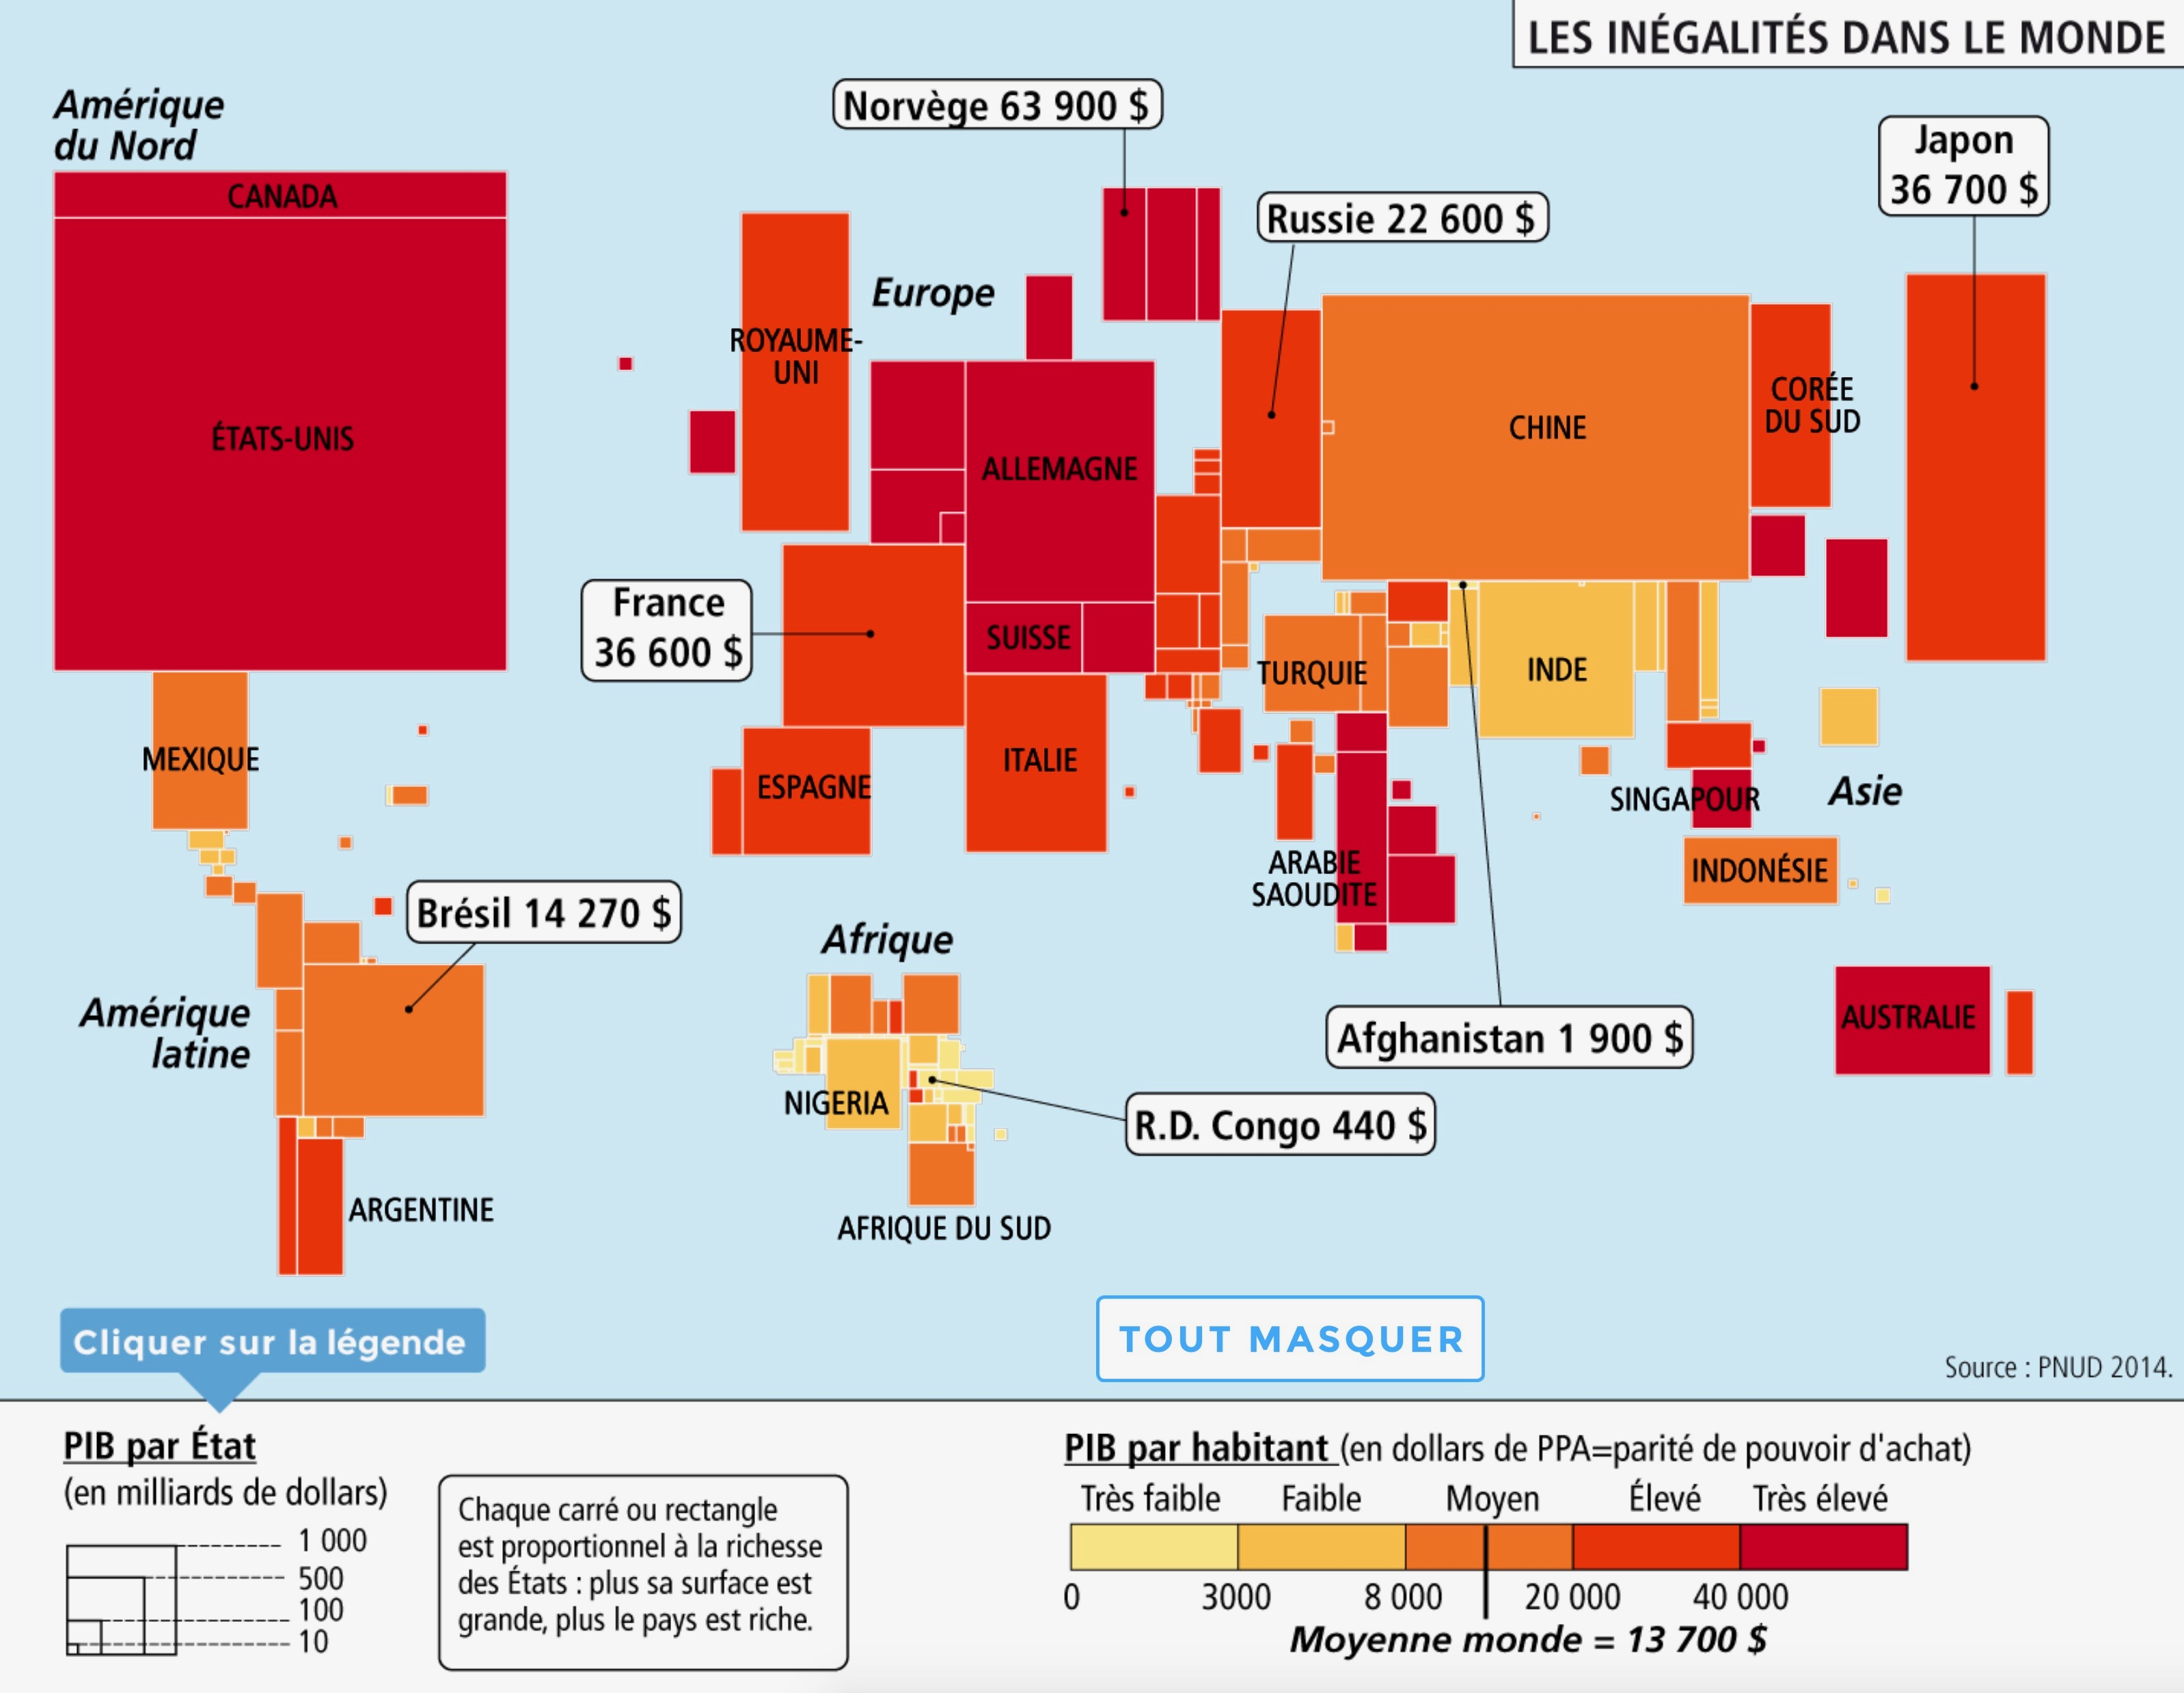 LES INÉGALITÉS DANS LE MONDE
Amérique
du Nord
Norvège 63 900 $
Japon
36 700 $
CANADA
Russie 22 600 $
Europe
ROYAUME-
UNI
ÉTATS-UNIS
ALLEMAGNE
CHINE
CORÉE
DU SUD
France
36 600 $
SUISSE
TURQUIE
INDE
MEXIQUE
ESPAGNE
ITALIE
SINGAPOUR
Asie
ARABIE
SAOUDITE
INDONÉSIE
Brésil 14 270 $
Afrique
Amérique
latine
AUSTRALIE
Afghanistan 1 900 $
NIGERIA
R.D. Congo 440 $
ARGENTINE
AFRIQUE DU SUD
Cliquer sur la légende
TOUT MASQUER
Source : PNUD 2014.
PIB par État
(en milliards de dollars)
1 000
500
100
10
Chaque carré ou rectangle
est proportionnel à la richesse
des États : plus sa surface est
grande, plus le pays est riche.
PIB par habitant (en dollars de PPA=parité de pouvoir d'achat)
Très faible Faible Moyen Élevé Très élevé
0 3000 8 000 20 000 40 000
Moyenne monde = 13 700 $